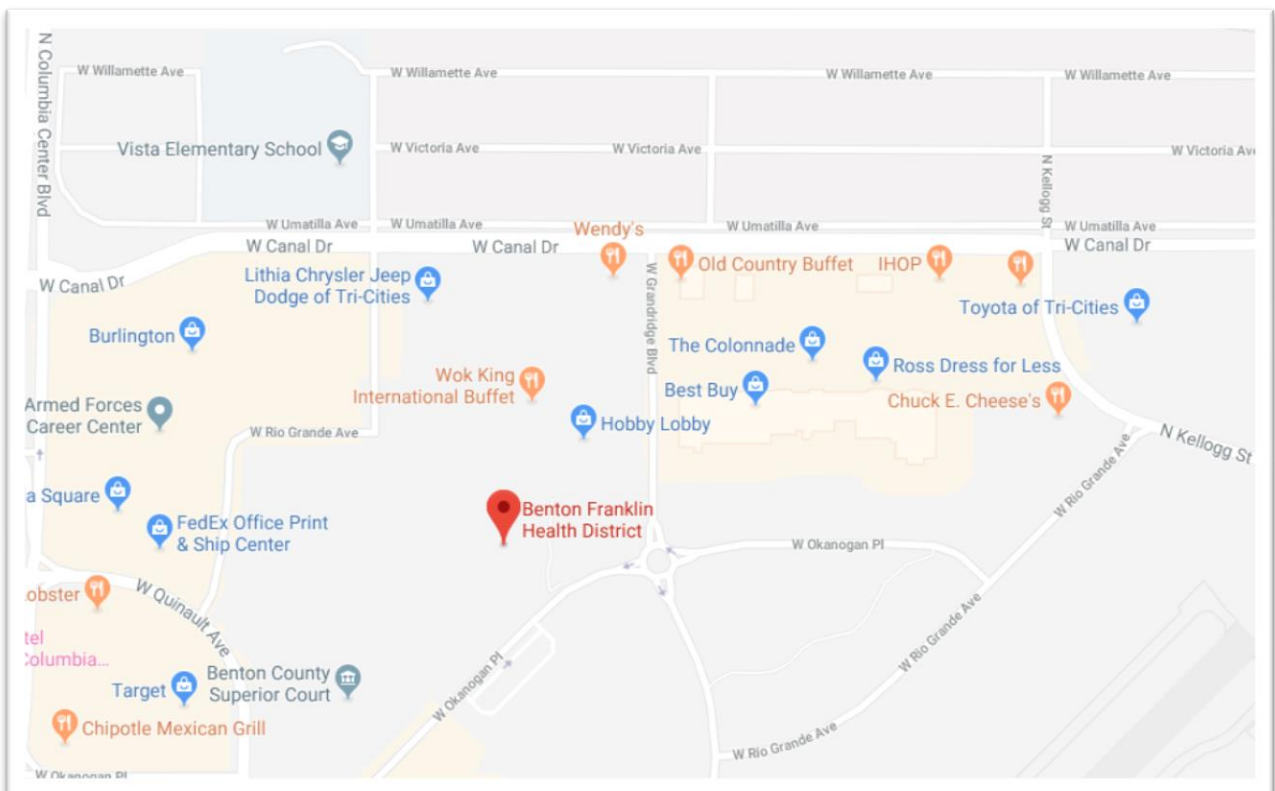 N Columbia Center Blvd
W Willamette Ave
W Willamette Ave
W Willamette Ave
W Willamette Ave
Vista Elementary School
W Victoria Ave
W Victoria Ave
W Victoria Av
N Kellogg St
W Umatilla Ave
W Umatilla Ave
W Umatilla Ave
W Umatilla Ave
Wendy's
W Canal Dr
W Canal Dr
W Canal Dr
W Canal Dr
Old Country Buffet
IHOP
Lithia Chrysler Jeep
Dodge of Tri-Cities
W Grandridge Blvd
Toyota of Tri-Cities
Burlington
The Colonnade
Ross Dress for Less
Wok King
International Buffet
Best Buy
Chuck E. Cheese's
Armed Forces
Career Center
Hobby Lobby
W Rio Grande Ave
N Kellogg St
a Square
W Rio Grande Ave
Benton Franklin
Health District
FedEx Office Print
& Ship Center
W Okanogan Pl
obster
W Quinault Ave
W Rio Grande Ave
tel
Columbia...
Benton County
Superior Court
Target
W Okanogan Pl
Chipotle Mexican Grill
W Rio Grande Ave
W Okanogan Pl